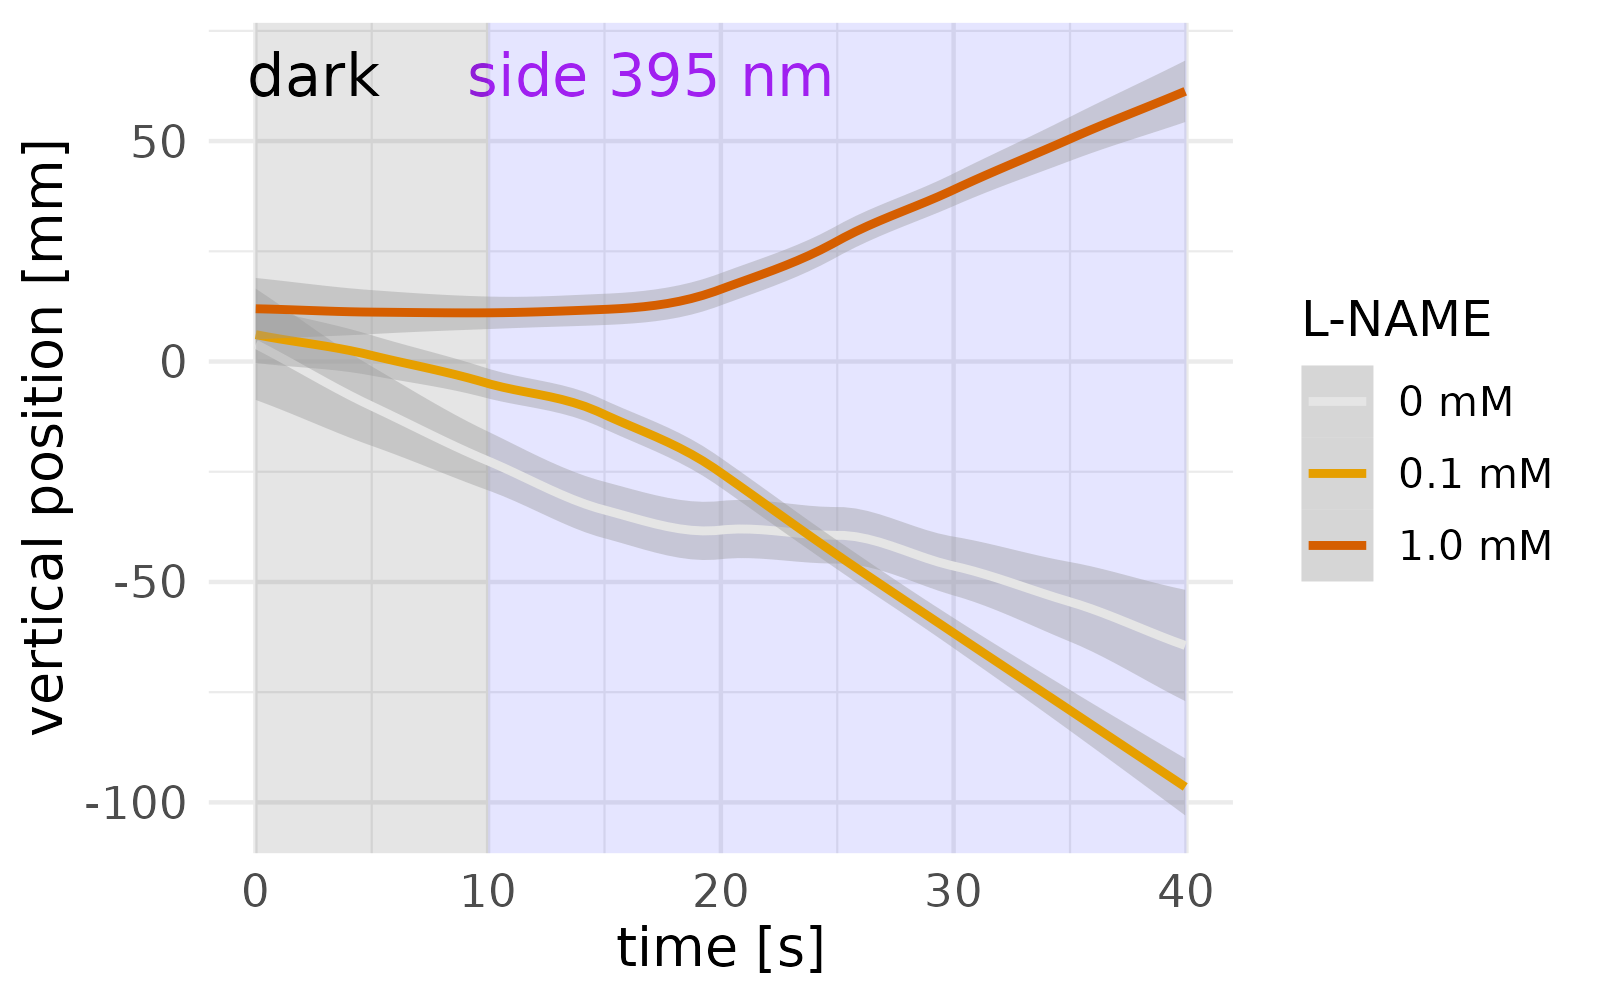 dark side 395 nm
50
0
-50
-100
vertical position [mm]
0 10 20 30 40
time [s]
L-NAME
0 mM
0.1 mM
1.0 mM